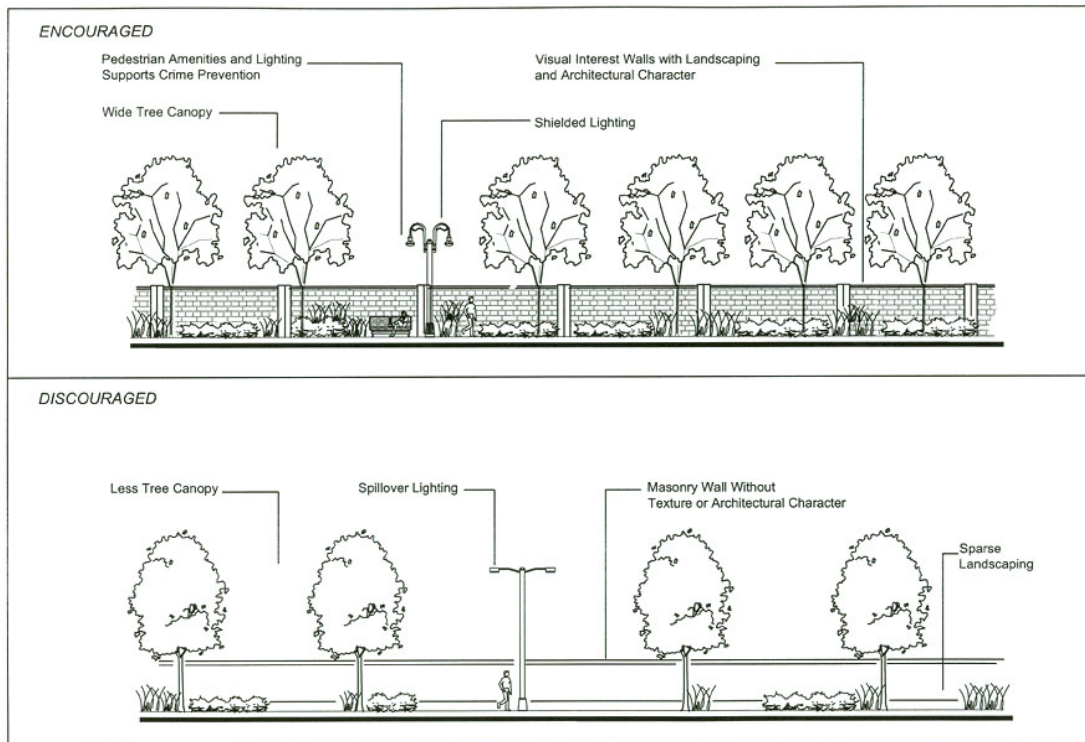 ENCOURAGED
Pedestrian Amenities and Lighting
Supports Crime Prevention
Visual Interest Walls with Landscaping
and Architectural Character
Wide Tree Canopy
Shielded Lighting
DISCOURAGED
Less Tree Canopy
Spillover Lighting
Masonry Wall Without
Texture or Architectural Character
Sparse
Landscaping